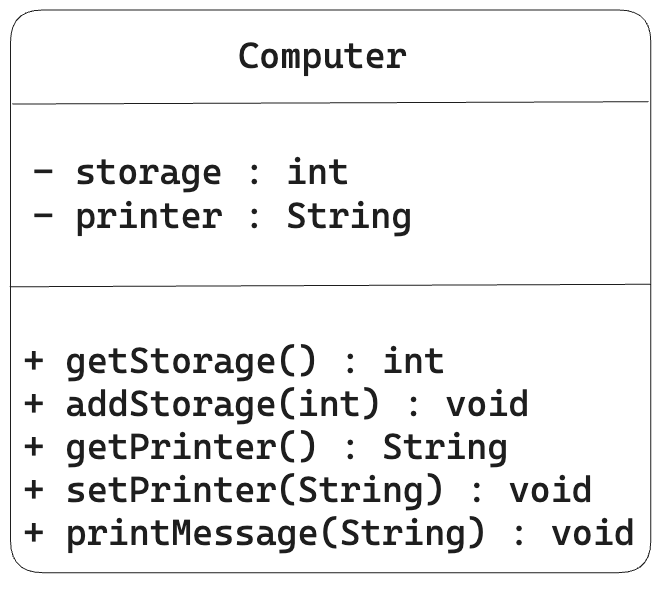 Computer
- storage : int
- printer : String
+ getStorage() : int
+ addStorage(int) : void
+ getPrinter() : String
+ setPrinter(String) : void
+ printMessage(String) : void